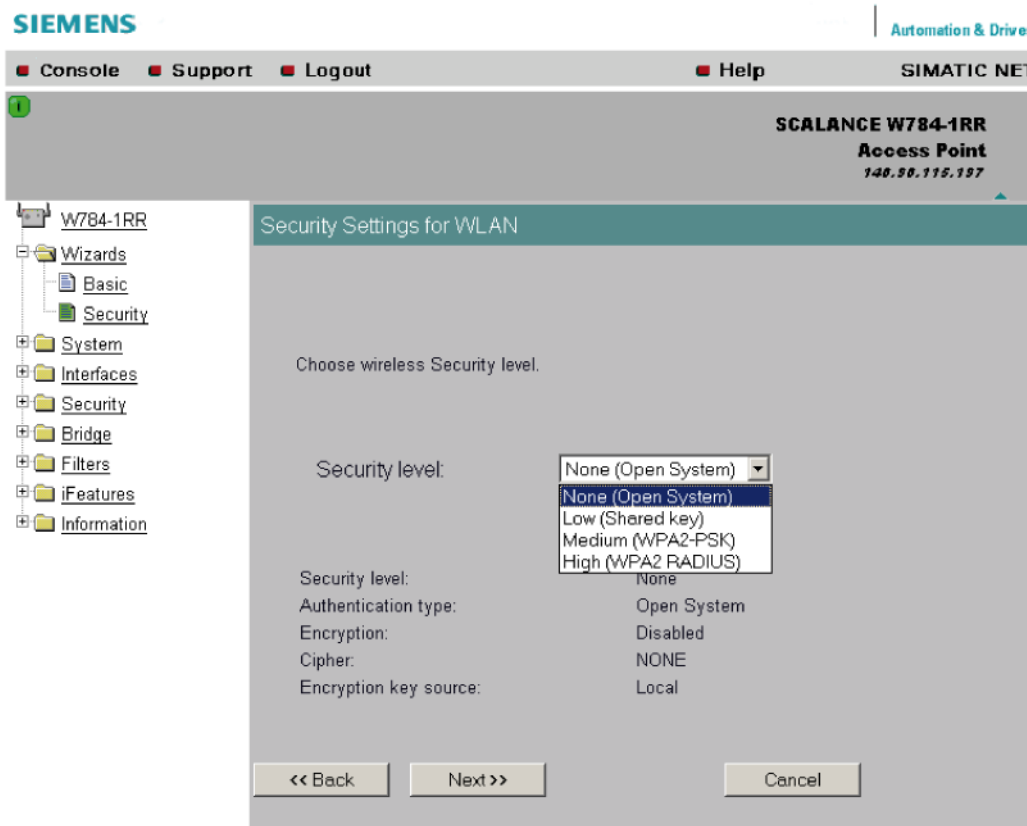 SIEMENS
Automation & Drive
Console Support Logout Help SIMATIC NET
SCALANCE W784-1RR
Access Point
140.90.115.197
W784-1RR
Wizards
Basic
Security
System
Interfaces
Security
Bridge
Filters
iFeatures
Information
Security Settings for WLAN
Choose wireless Security level.
Security level: None (Open System)
None (Open System)
Low (Shared key)
Medium (WPA2-PSK)
High (WPA2 RADIUS)
Security level: None
Authentication type: Open System
Encryption: Disabled
Cipher: NONE
Encryption key source: Local
<< Back Next >> Cancel